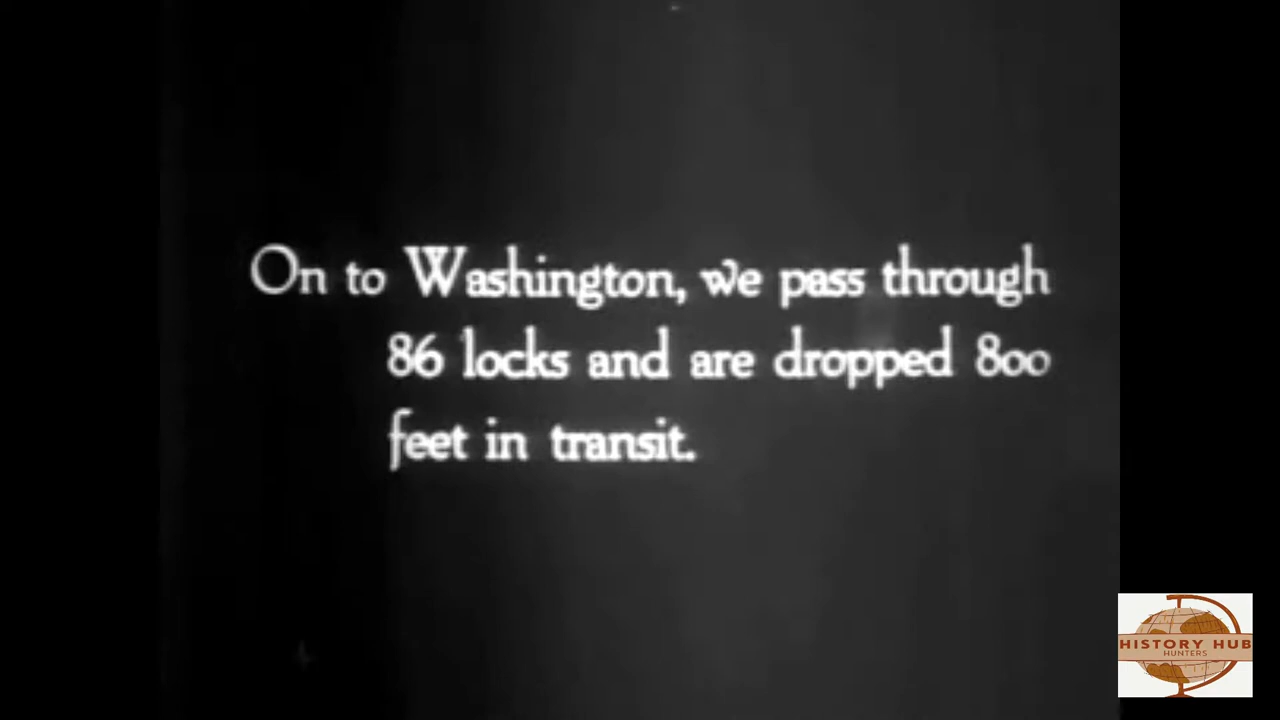 On to Washington, we pass through
86 locks and are dropped 800
feet in transit.
HISTORY HUB
HUNTERS